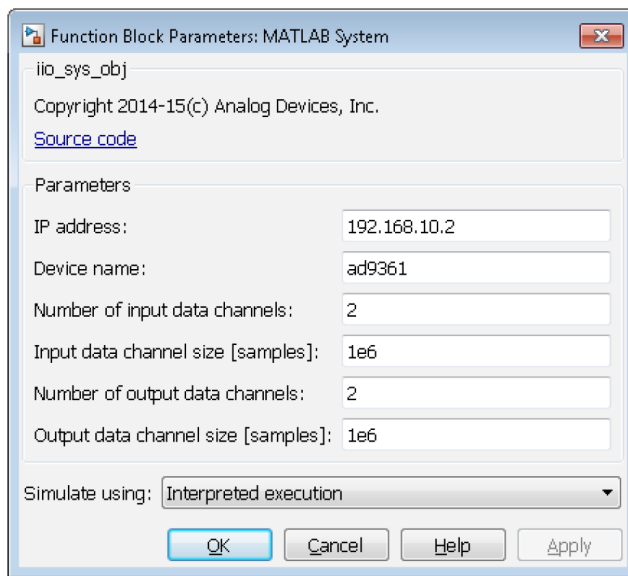 Function Block Parameters: MATLAB System
iio_sys_obj
Copyright 2014-15(c) Analog Devices, Inc.
Source code
Parameters
IP address: 192.168.10.2
Device name: ad9361
Number of input data channels: 2
Input data channel size [samples]: 1e6
Number of output data channels: 2
Output data channel size [samples]: 1e6
Simulate using: Interpreted execution
OK Cancel Help Apply